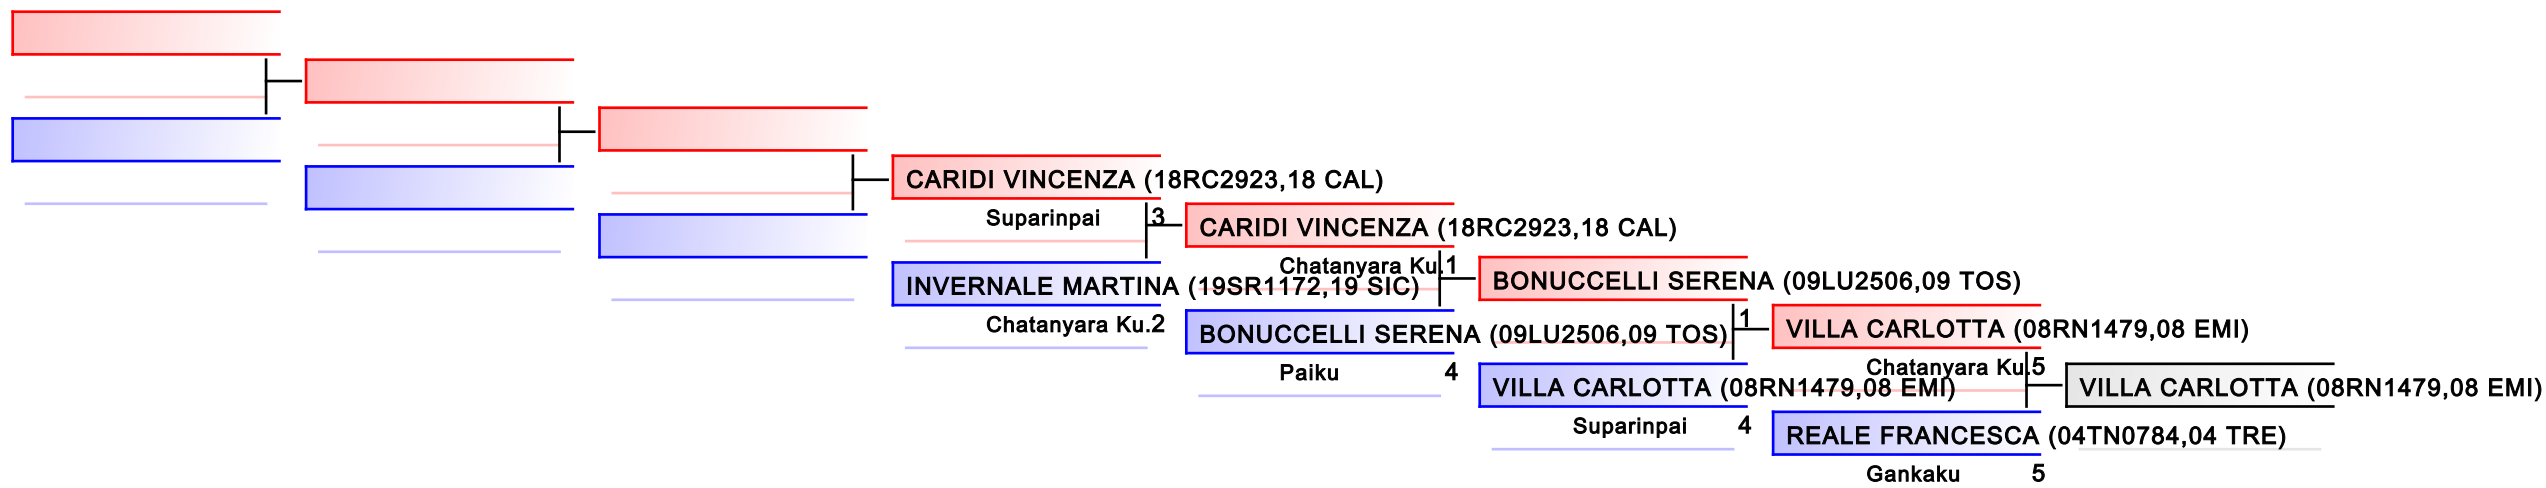 CARIDI VINCENZA (18RC2923,18 CAL)
Suparinpai 3
INVERNALE MARTINA (19SR1172,19 SIC)
Chatanyara Ku.2
CARIDI VINCENZA (18RC2923,18 CAL)
Chatanyara Ku.1
BONUCCELLI SERENA (09LU2506,09 TOS)
Paiku 4
BONUCCELLI SERENA (09LU2506,09 TOS)
1
VILLA CARLOTTA (08RN1479,08 EMI)
Suparinpai 4
VILLA CARLOTTA (08RN1479,08 EMI)
Chatanyara Ku.5
REALE FRANCESCA (04TN0784,04 TRE)
Gankaku 5
VILLA CARLOTTA (08RN1479,08 EMI)